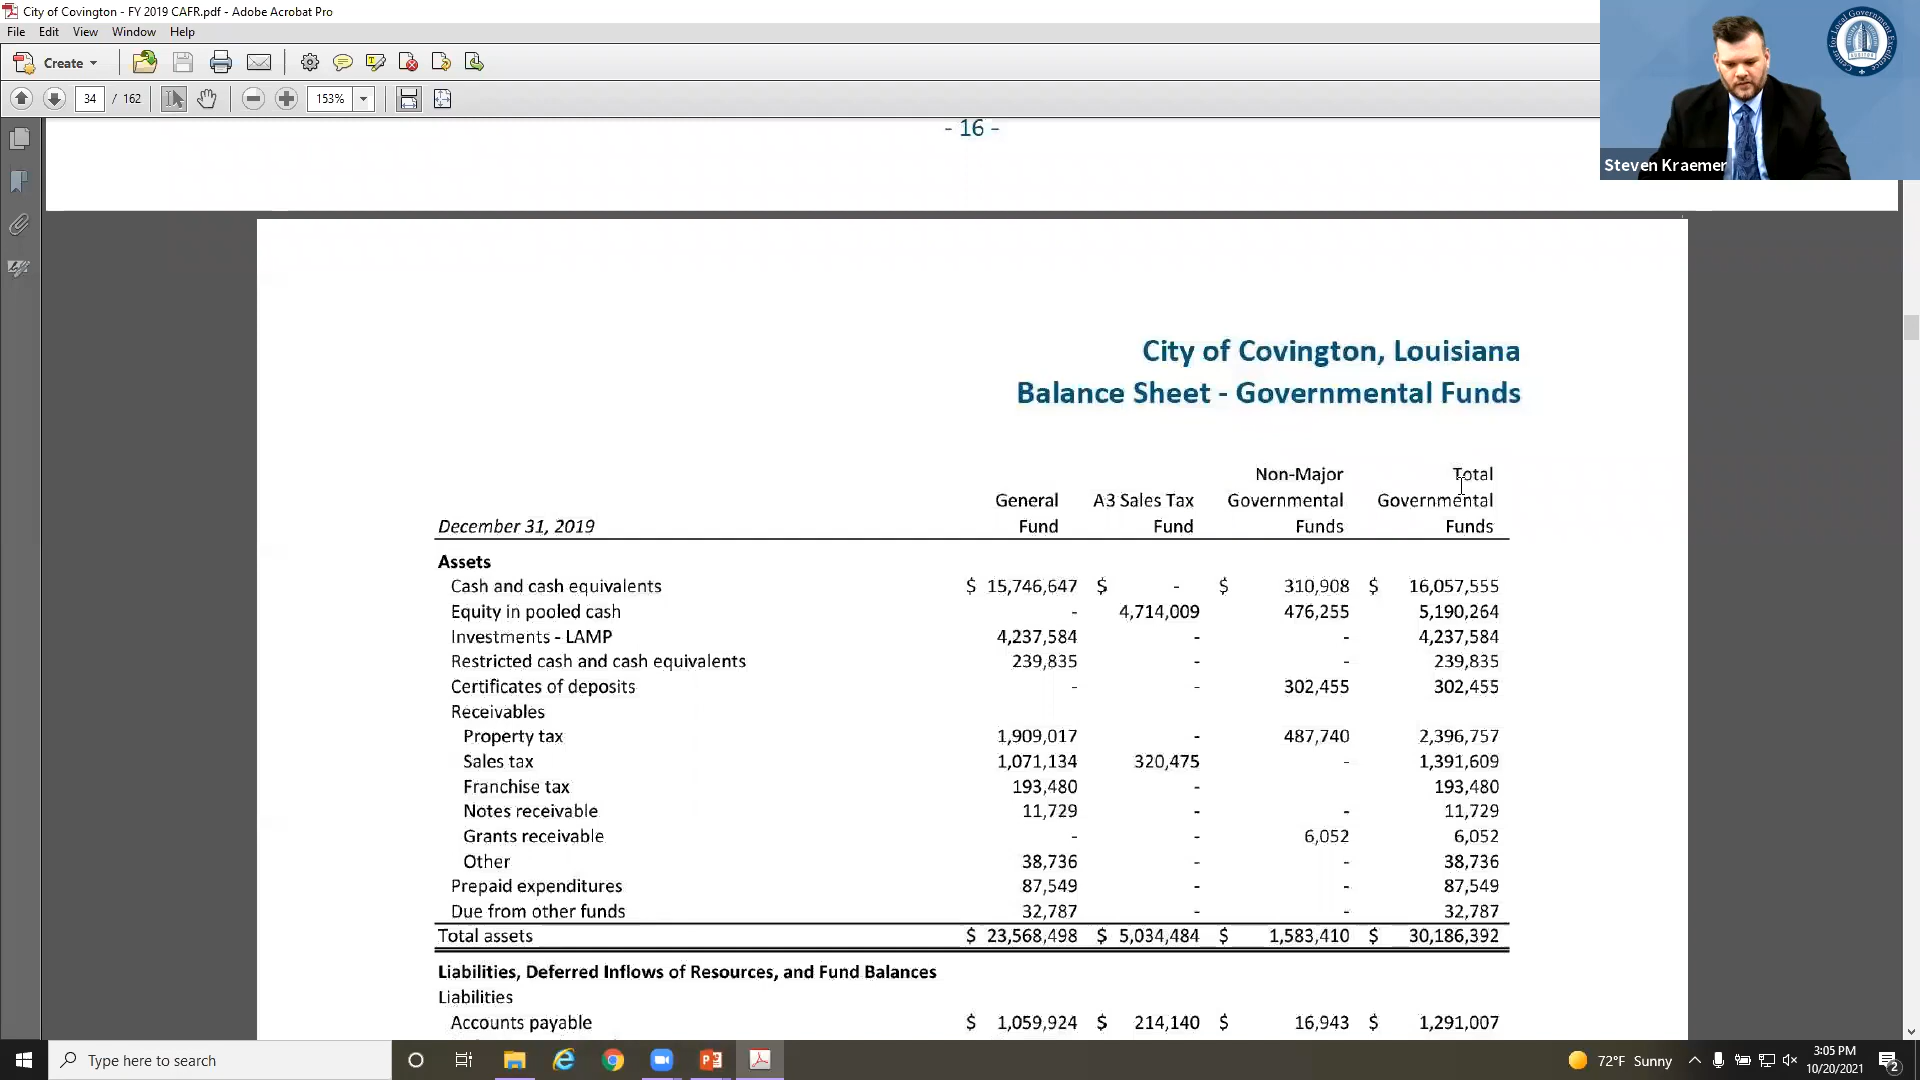 City of Covington - FY 2019 CAFR.pdf - Adobe Acrobat Pro
File Edit View Window Help
Create
34 / 162 153%
Steven Kraemer
- 16 -
City of Covington, Louisiana
Balance Sheet - Governmental Funds
Non-Major Total
General A3 Sales Tax Governmental Governmental
December 31, 2019 Fund Fund Funds Funds
Assets
Cash and cash equivalents $ 15,746,647 $ - $ 310,908 $ 16,057,555
Equity in pooled cash - 4,714,009 476,255 5,190,264
Investments - LAMP 4,237,584 - - 4,237,584
Restricted cash and cash equivalents 239,835 - - 239,835
Certificates of deposits - - 302,455 302,455
Receivables
Property tax 1,909,017 - 487,740 2,396,757
Sales tax 1,071,134 320,475 - 1,391,609
Franchise tax 193,480 - 193,480
Notes receivable 11,729 - - 11,729
Grants receivable - - 6,052 6,052
Other 38,736 - - 38,736
Prepaid expenditures 87,549 - - 87,549
Due from other funds 32,787 - - 32,787
Total assets $ 23,568,498 $ 5,034,484 $ 1,583,410 $ 30,186,392
Liabilities, Deferred Inflows of Resources, and Fund Balances
Liabilities
Accounts payable $ 1,059,924 $ 214,140 $ 16,943 $ 1,291,007
Type here to search
72°F Sunny
3:05 PM
10/20/2021
2